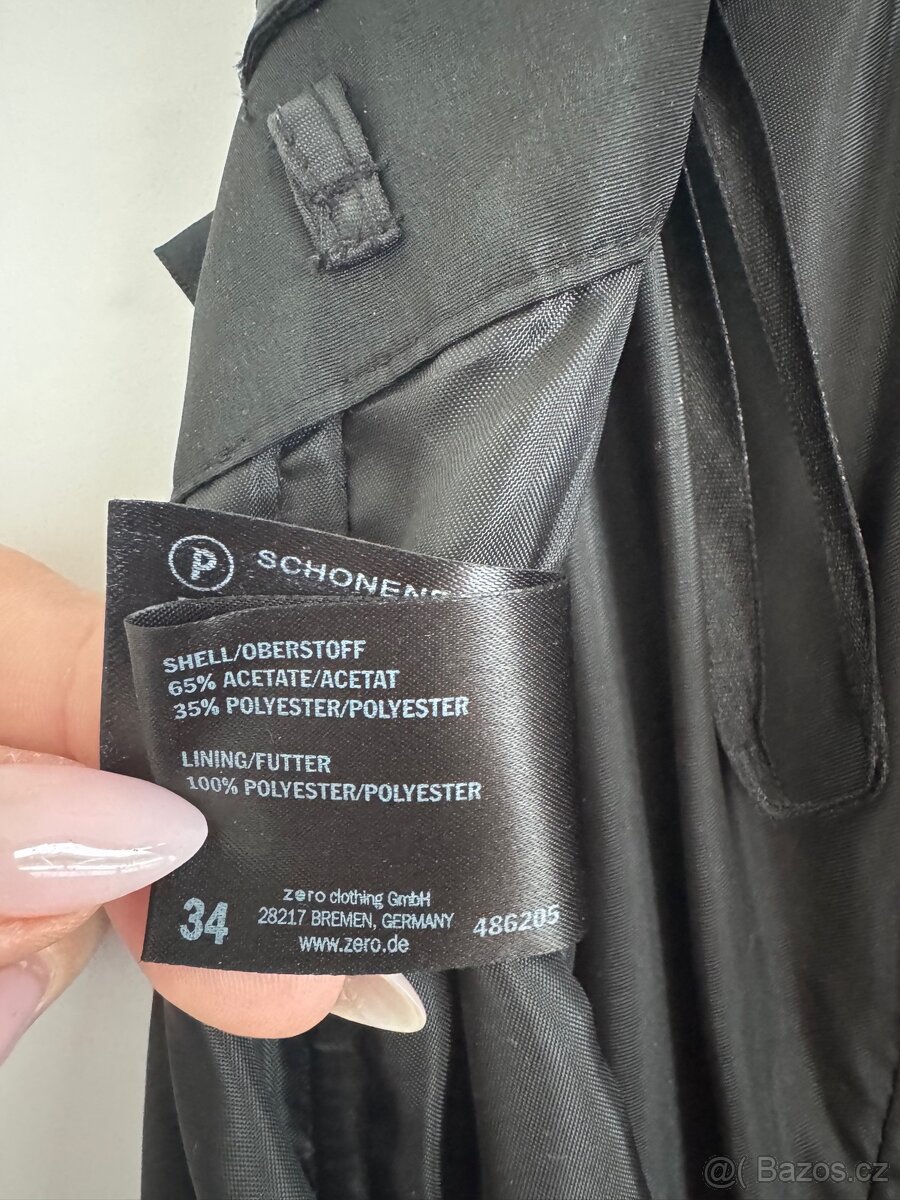 P
SHELL/OBERSTOFF
65% ACETATE/ACETAT
35% POLYESTER/POLYESTER
LINING/FUTTER
100% POLYESTER/POLYESTER
34
zero clothing GmbH
28217 BREMEN, GERMANY
www.zero.de
486205
@( Bazos.cz